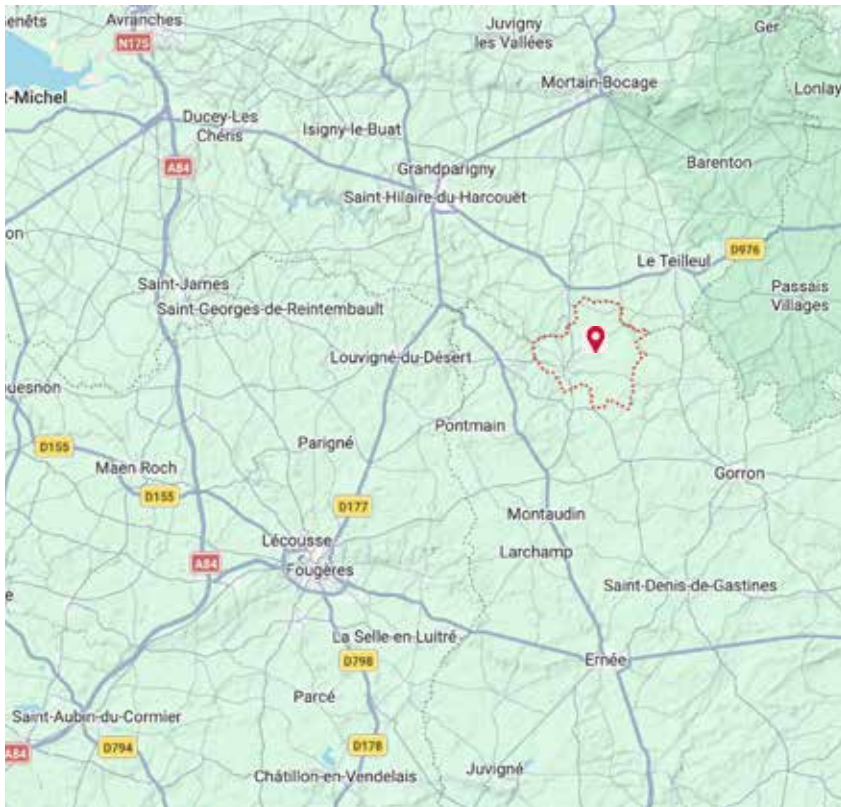 enêts
Avranches
Juvigny
les Vallées
Ger
N175
t-Michel
Mortain-Bocage
Lonlay
Ducey-Les
Chéris
Isigny-le-Buat
A84
Grandparigny
Barenton
Saint-Hilaire-du-Harcouët
on
Le Teilleul
D976
Saint-James
Passais
Villages
Saint-Georges-de-Reintembault
Louvigné-du-Désert
uesnon
Pontmain
D155
Parigné
Maen Roch
D155
Gorron
D177
Montaudin
Lécousse
Larchamp
A84
Fougères
Saint-Denis-de-Gastines
e
La Selle-en-Luitré
D798
Ernée
Parcé
Saint-Aubin-du-Cormier
A84
D794
D178
Châtillon-en-Vendelais
Juvigné